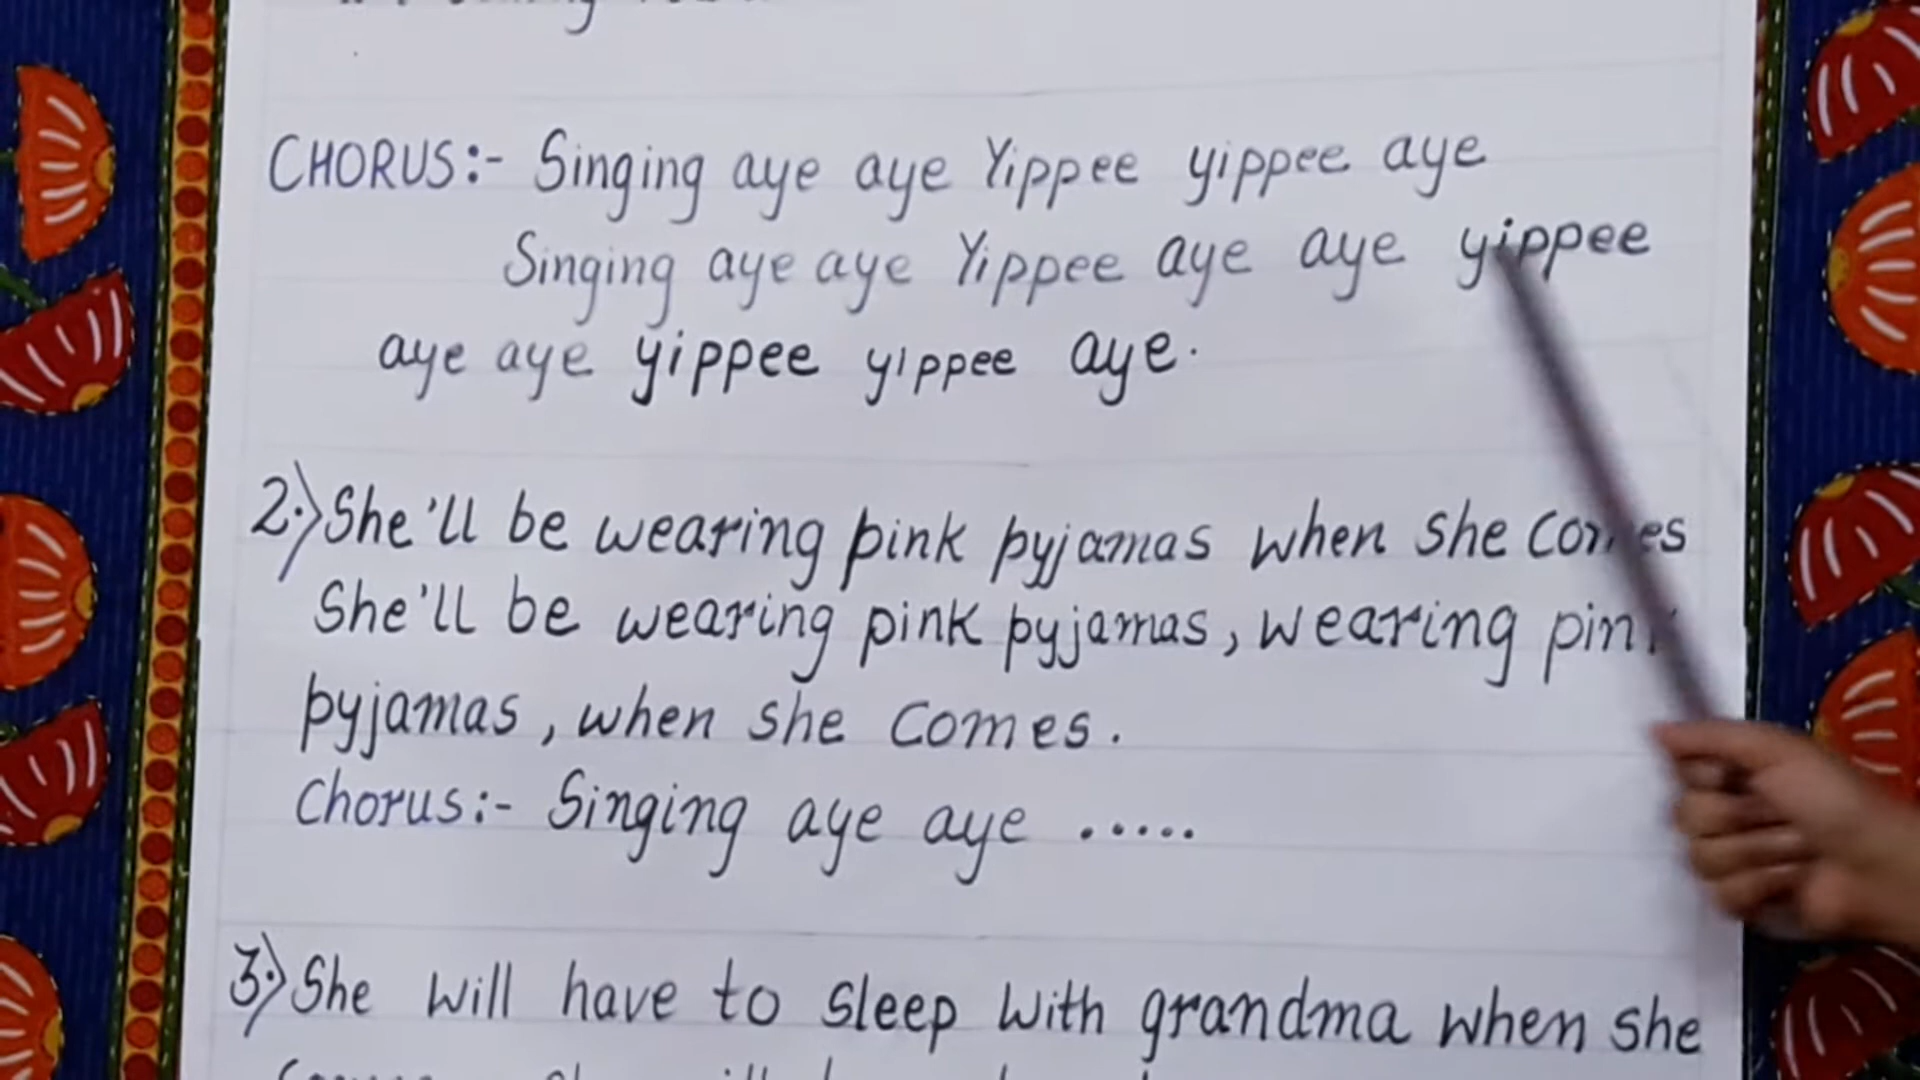 CHORUS:- Singing aye aye Yippee yippee aye
Singing aye aye Yippee aye aye yippee
aye aye yippee yippee aye.
2.) She'll be wearing pink pyjamas when she comes
She'll be wearing pink pyjamas, wearing pink
pyjamas, when she comes.
Chorus:- Singing aye aye .....
3.) She will have to sleep with grandma when she